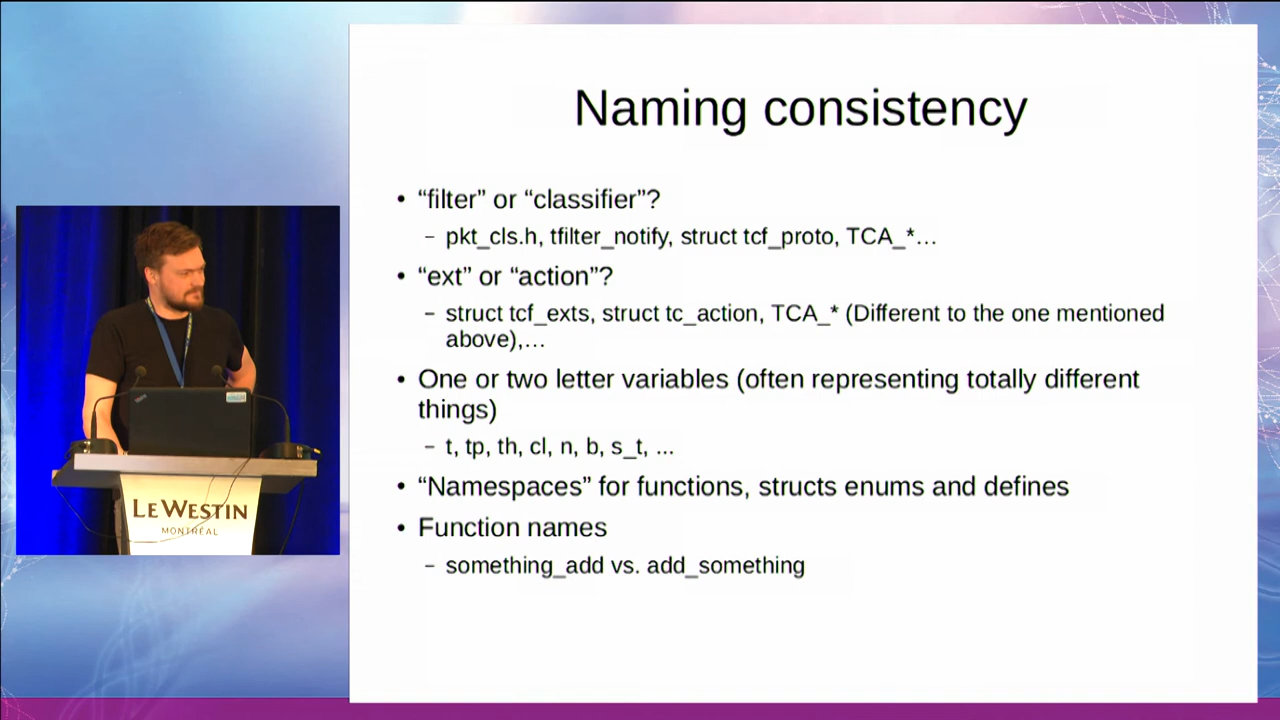 Naming consistency
• “filter” or “classifier”?
– pkt_cls.h, tfilter_notify, struct tcf_proto, TCA_*…
• “ext” or “action”?
– struct tcf_exts, struct tc_action, TCA_* (Different to the one mentioned
above),…
• One or two letter variables (often representing totally different
things)
– t, tp, th, cl, n, b, s_t, ...
• “Namespaces” for functions, structs enums and defines
• Function names
– something_add vs. add_something
LE WESTIN
MONTRÉAL